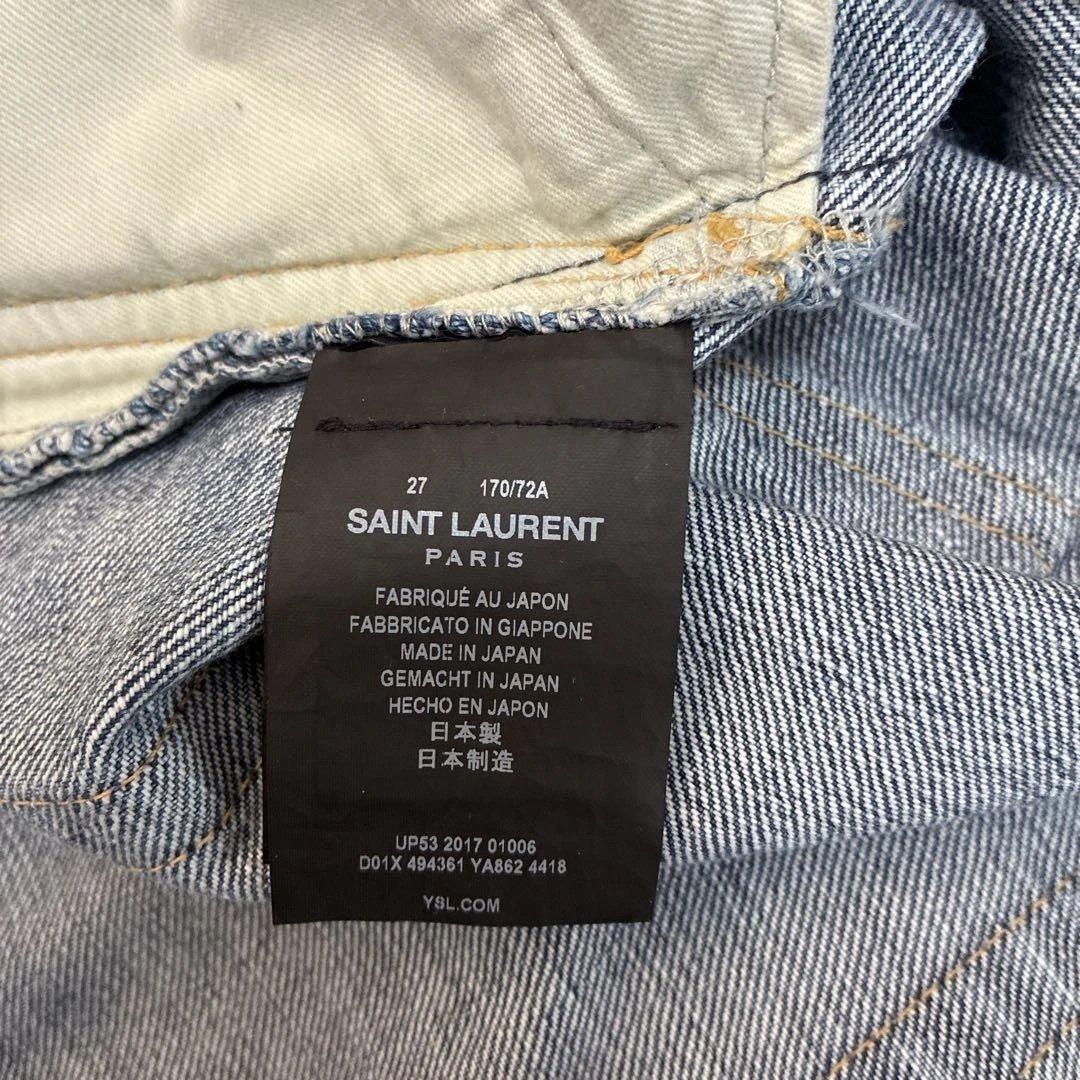 27 170/72A
SAINT LAURENT
PARIS
FABRIQUÉ AU JAPON
FABBRICATO IN GIAPPONE
MADE IN JAPAN
GEMACHT IN JAPAN
HECHO EN JAPON
日本製
日本制造
UP53 2017 01006
D01X 494361 YA862 4418
YSL.COM